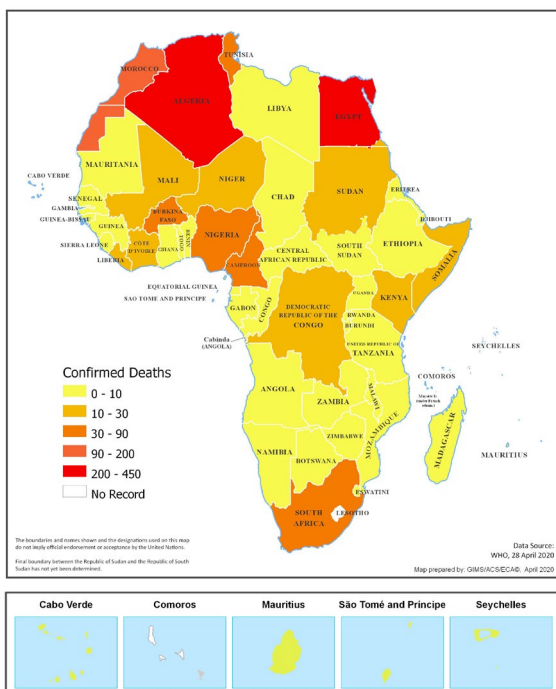 TUNISIA
MOROCCO
ALGERIA
LIBYA
EGYPT
MAURITANIA
CABO VERDE
MALI
NIGER
CHAD
SUDAN
ERITREA
SENEGAL
GAMBIA
GUINEA-BISSAU
GUINEA
SIERRA LEONE
LIBERIA
BURKINA
FASO
CÔTE
D'IVOIRE
GHANA
TOGO
BENIN
NIGERIA
CAMEROON
CENTRAL
AFRICAN REPUBLIC
SOUTH
SUDAN
DJIBOUTI
ETHIOPIA
SOMALIA
EQUATORIAL GUINEA
SAO TOME AND PRINCIPE
GABON
CONGO
DEMOCRATIC
REPUBLIC OF THE
CONGO
UGANDA
KENYA
RWANDA
BURUNDI
UNITED REPUBLIC OF
TANZANIA
Cabinda
(ANGOLA)
SEYCHELLES
COMOROS
ANGOLA
ZAMBIA
MALAWI
MOZAMBIQUE
ZIMBABWE
NAMIBIA
BOTSWANA
MADAGASCAR
MAURITIUS
ESWATINI
SOUTH
AFRICA
LESOTHO
Confirmed Deaths
0 - 10
10 - 30
30 - 90
90 - 200
200 - 450
No Record
The boundaries and names shown and the designations used on this map
do not imply official endorsement or acceptance by the United Nations.
Final boundary between the Republic of Sudan and the Republic of South
Sudan has not yet been determined.
Data Source:
WHO, 28 April 2020
Map prepared by: GIMS/ACS/ECA©, April 2020
Cabo Verde
Comoros
Mauritius
São Tomé and Principe
Seychelles